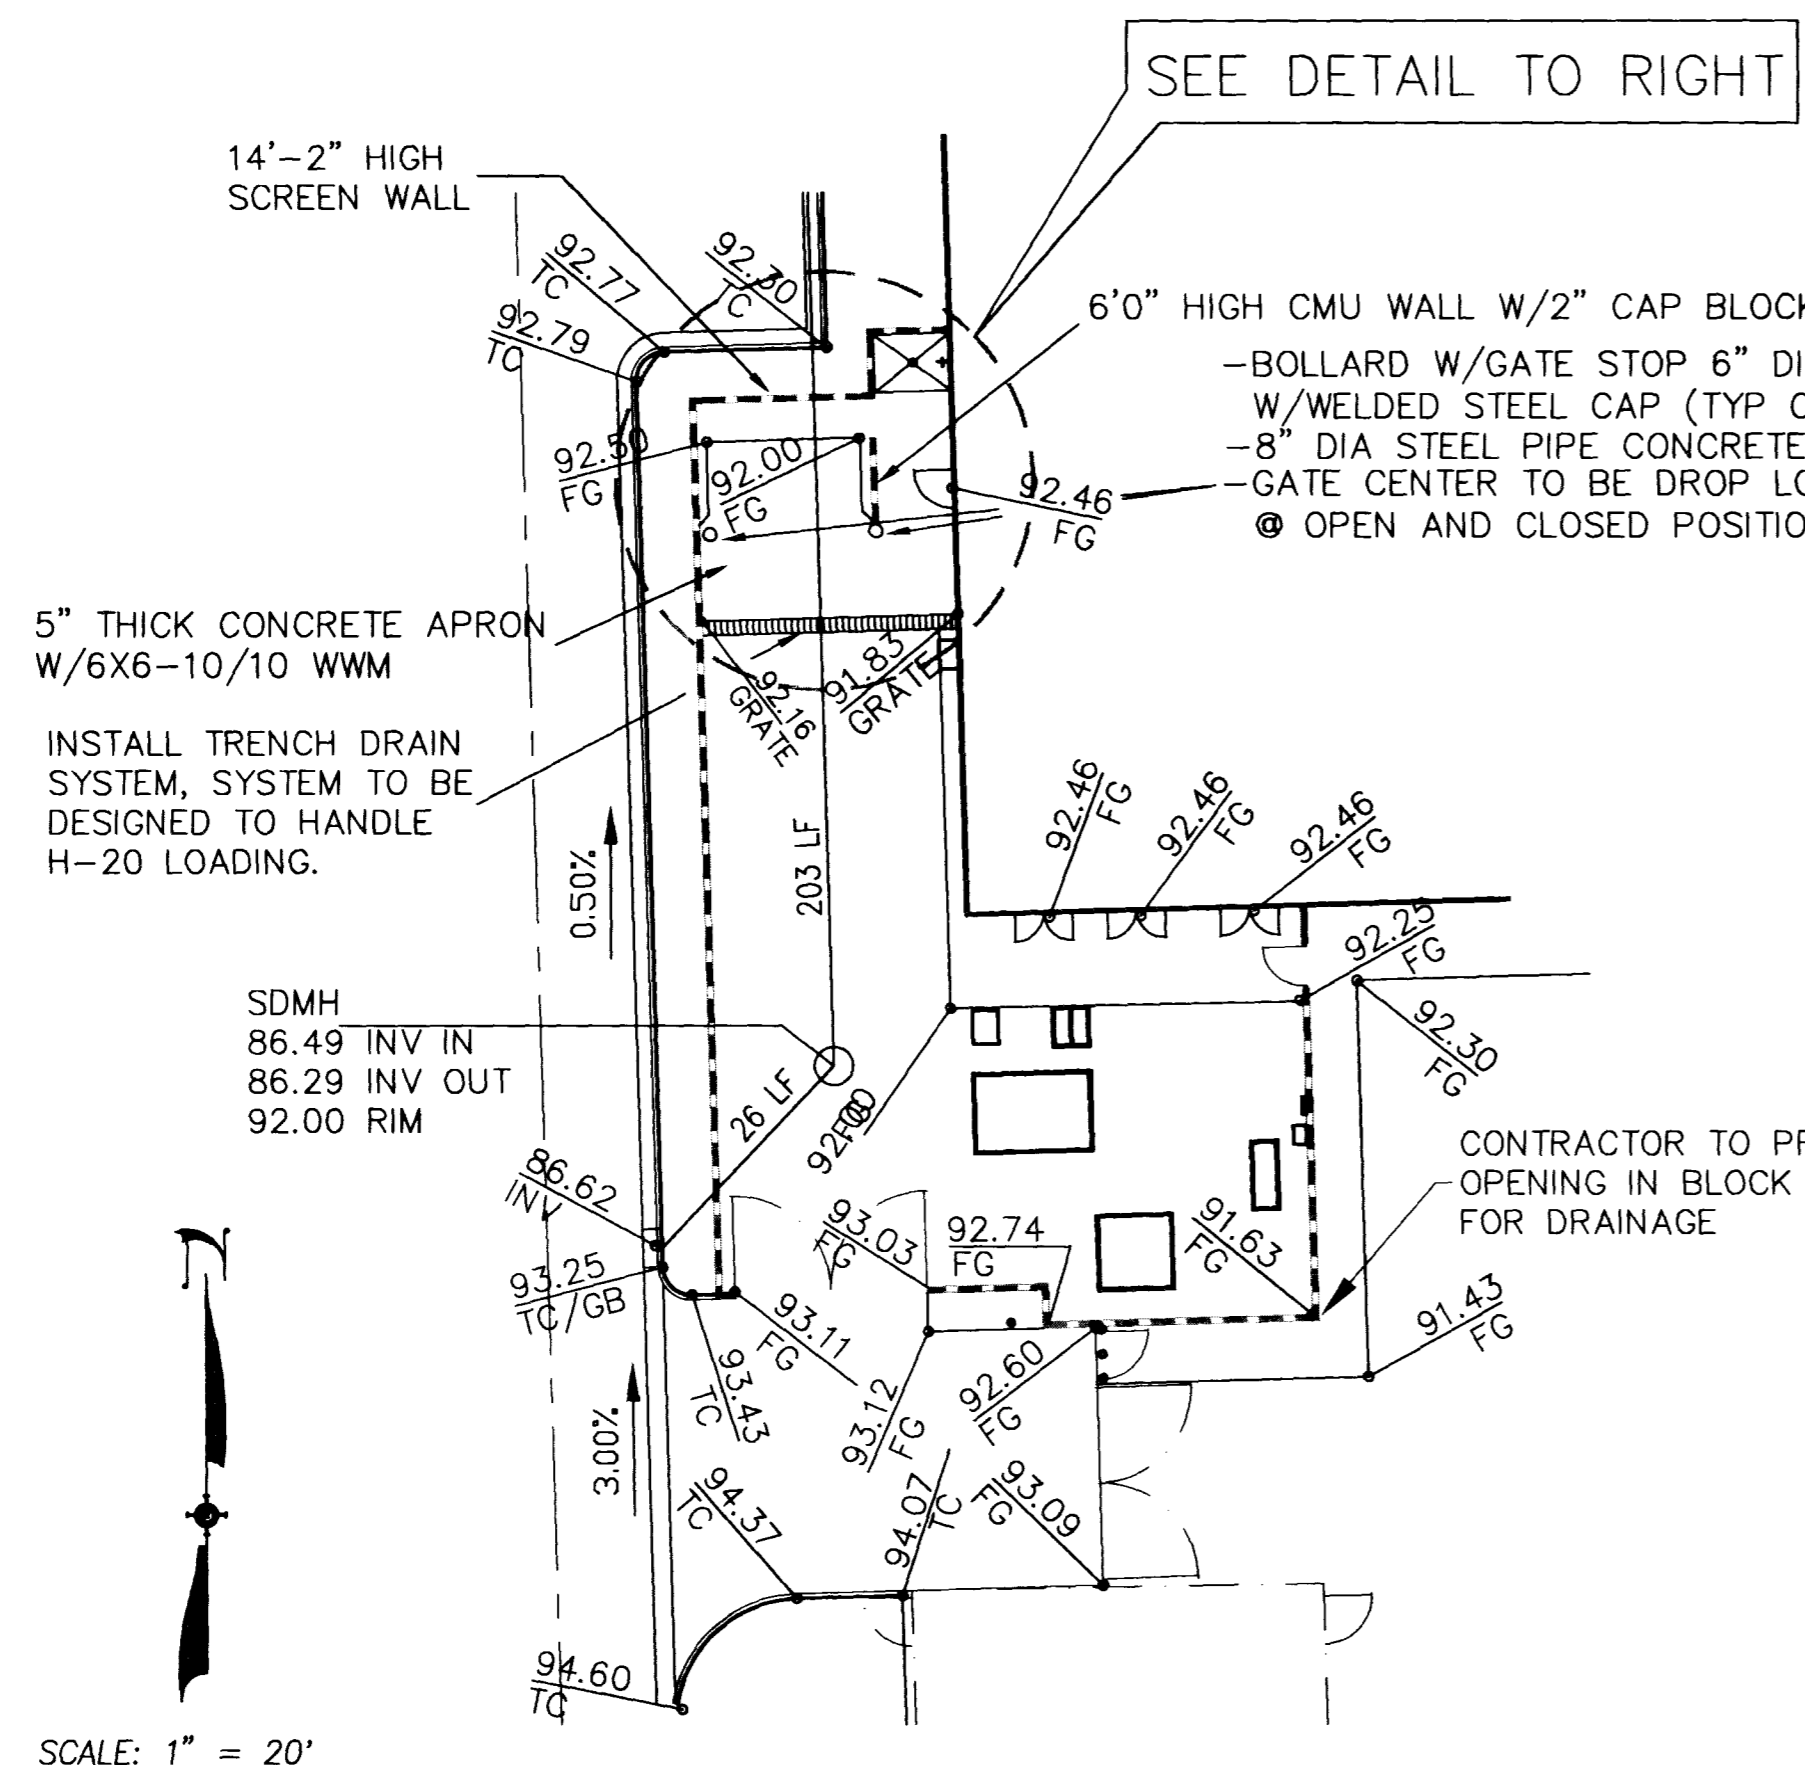 SEE DETAIL TO RIGHT
14'-2" HIGH
SCREEN WALL
92.77
TC
92.30
TC
92.79
TC
6'0" HIGH CMU WALL W/2" CAP BLOCK
-BOLLARD W/GATE STOP 6" DI
W/WELDED STEEL CAP (TYP O
-8" DIA STEEL PIPE CONCRETE
-GATE CENTER TO BE DROP LO
@ OPEN AND CLOSED POSITIO
92.50
FG
92.00
FG
92.46
FG
5" THICK CONCRETE APRON
W/6X6-10/10 WWM
92.16
GRATE
91.83
GRATE
INSTALL TRENCH DRAIN
SYSTEM, SYSTEM TO BE
DESIGNED TO HANDLE
H-20 LOADING.
0.50%
203 LF
92.46
FG
92.46
FG
92.46
FG
92.25
FG
92.30
FG
SDMH
86.49 INV IN
86.29 INV OUT
92.00 RIM
26 LF
92.00
FG
CONTRACTOR TO PR
OPENING IN BLOCK
FOR DRAINAGE
86.62
INV
93.25
TC/GB
93.03
FG
92.74
FG
91.63
FG
91.43
FG
93.11
FG
93.43
TC
93.12
FG
92.60
FG
3.00%
94.37
TC
94.07
TC
93.09
FG
94.60
TC
SCALE: 1" = 20'